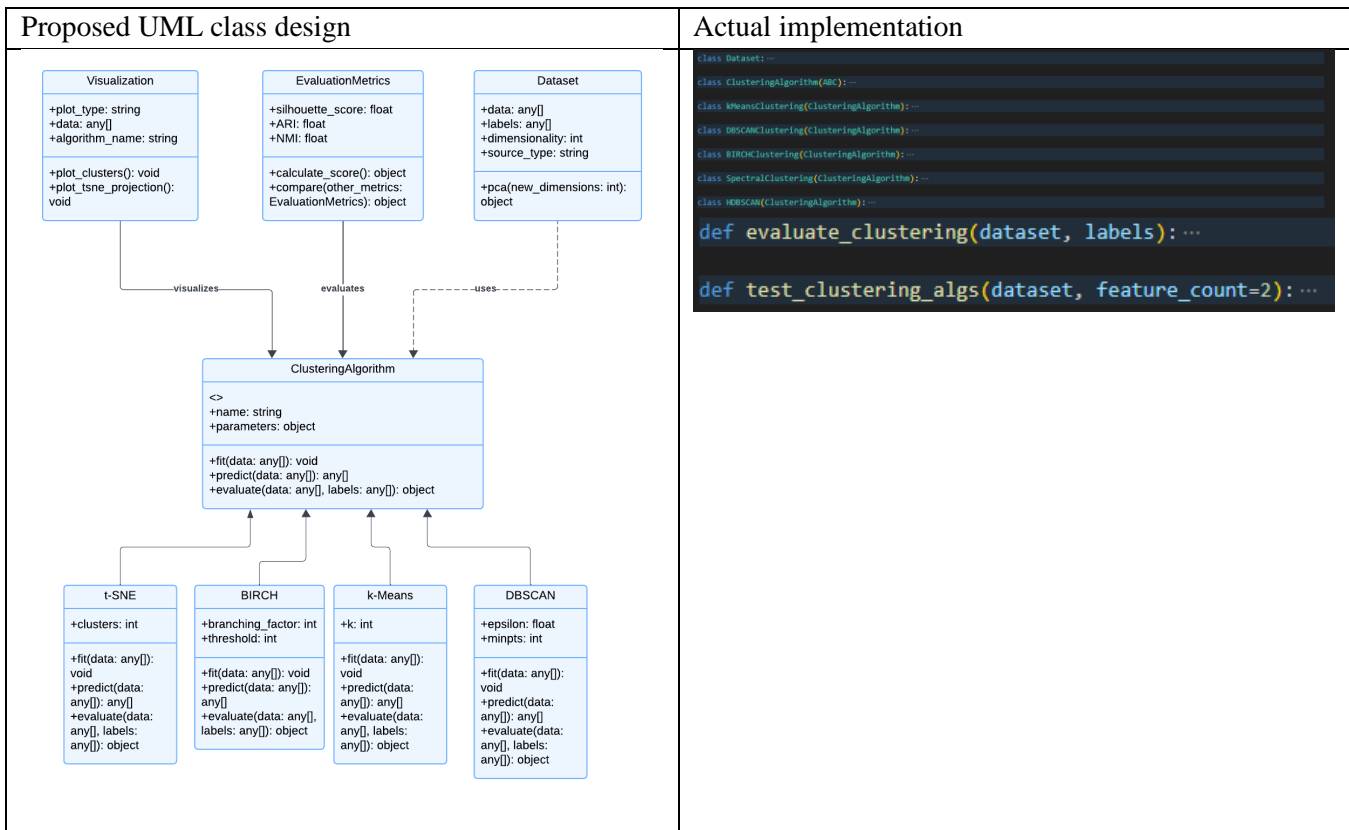 Proposed UML class design
Actual implementation
Visualization
+plot_type: string
+data: any[]
+algorithm_name: string
+plot_clusters(): void
+plot_tsne_projection():
void
EvaluationMetrics
+silhouette_score: float
+ARI: float
+NMI: float
+calculate_score(): object
+compare(other_metrics:
EvaluationMetrics): object
Dataset
+data: any[]
+labels: any[]
+dimensionality: int
+source_type: string
+pca(new_dimensions: int):
object
visualizes
evaluates
uses
ClusteringAlgorithm
<>
+name: string
+parameters: object
+fit(data: any[]): void
+predict(data: any[]): any[]
+evaluate(data: any[], labels: any[]): object
t-SNE
+clusters: int
+fit(data: any[]):
void
+predict(data:
any[]): any[]
+evaluate(data:
any[], labels:
any[]): object
BIRCH
+branching_factor: int
+threshold: int
+fit(data: any[]): void
+predict(data: any[]):
any[]
+evaluate(data: any[],
labels: any[]): object
k-Means
+k: int
+fit(data: any[]):
void
+predict(data:
any[]): any[]
+evaluate(data:
any[], labels:
any[]): object
DBSCAN
+epsilon: float
+minpts: int
+fit(data: any[]):
void
+predict(data:
any[]): any[]
+evaluate(data:
any[], labels:
any[]): object
class Dataset:…
class ClusteringAlgorithm(ABC):…
class kMeansClustering(ClusteringAlgorithm):…
class DBSCANClustering(ClusteringAlgorithm):…
class BIRCHClustering(ClusteringAlgorithm):…
class SpectralClustering(ClusteringAlgorithm):…
class HDBSCAN(ClusteringAlgorithm):…
def evaluate_clustering(dataset, labels):…
def test_clustering_algs(dataset, feature_count=2):…